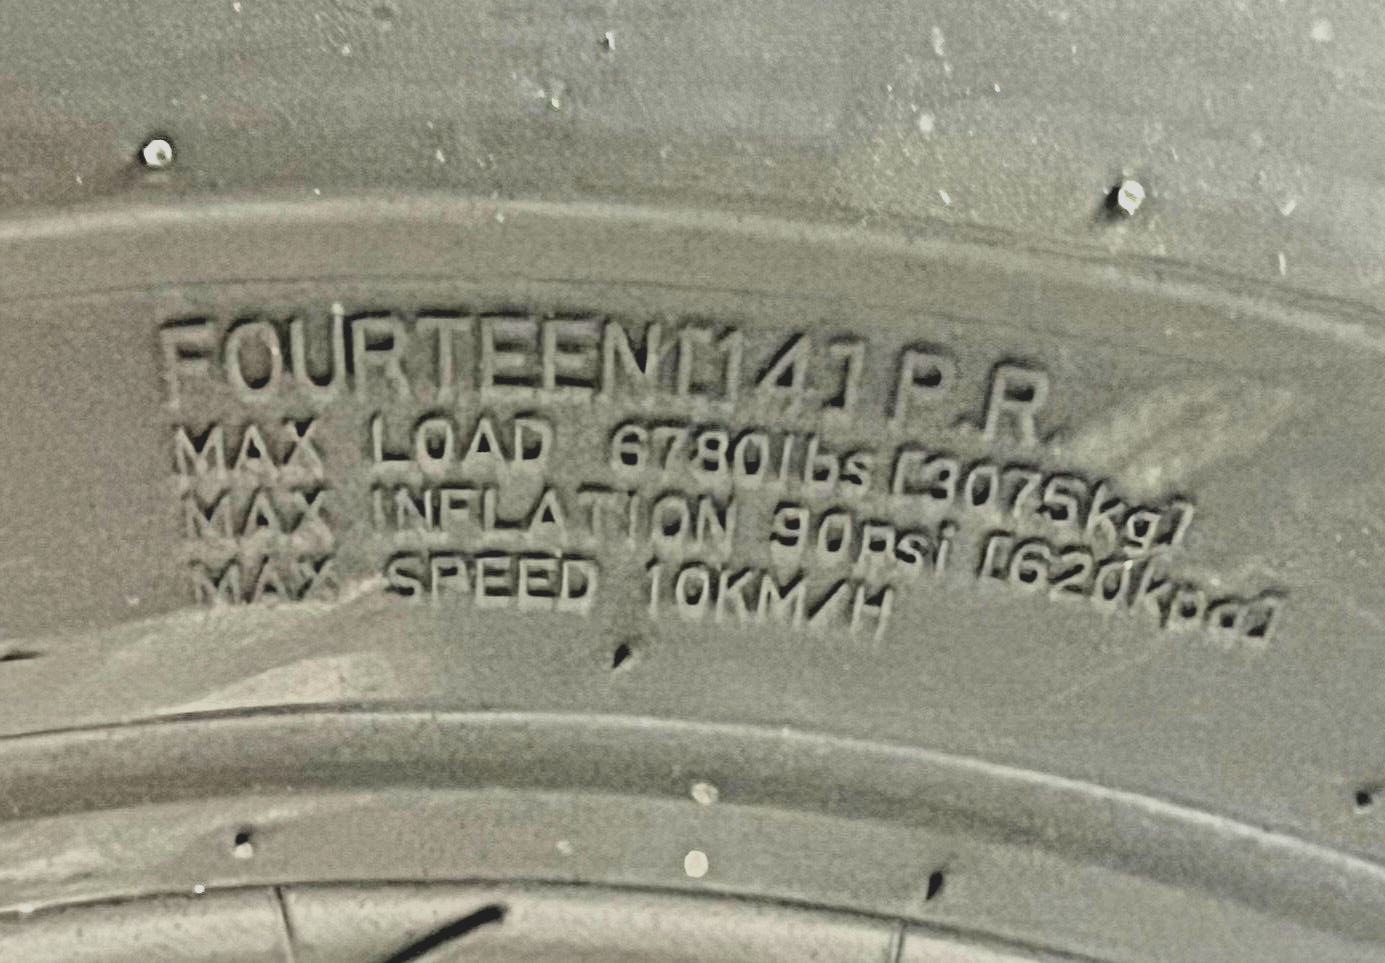 FOURTEEN[14] P.R.
MAX LOAD 6780lbs [3075kg]
MAX INFLATION 90psi [620kpa]
MAX SPEED 10KM/H